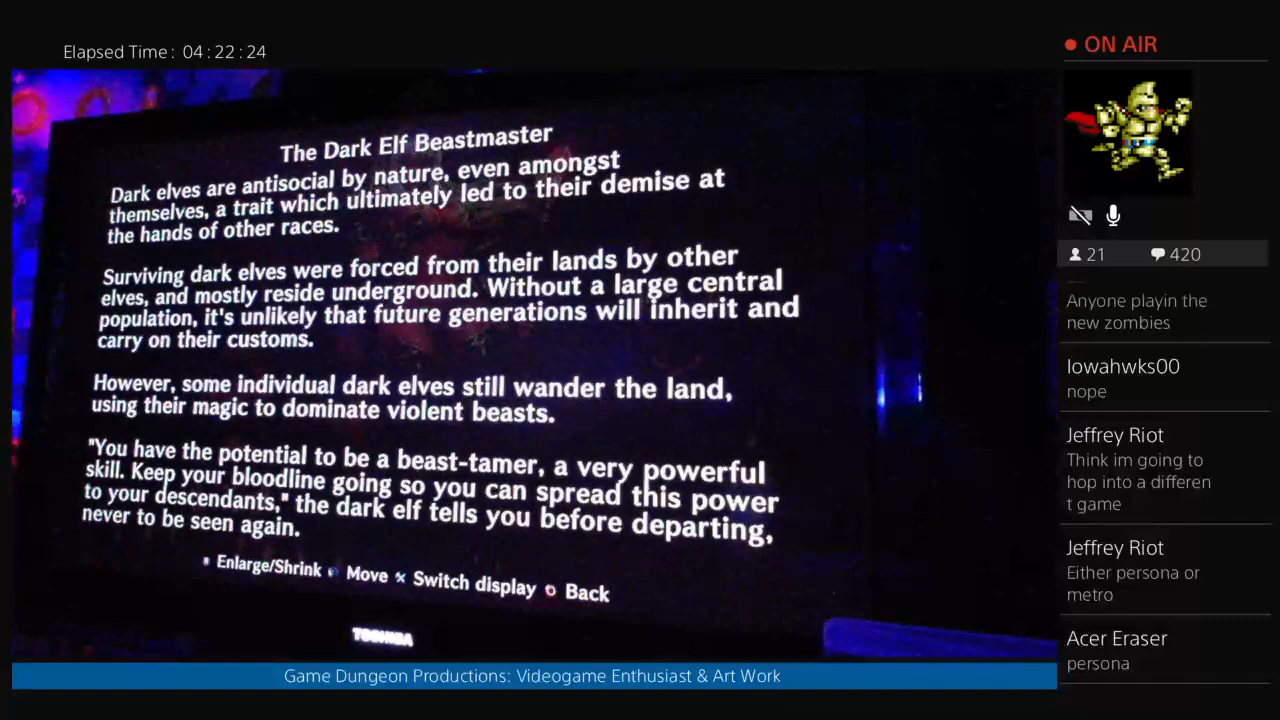 Elapsed Time: 04:22:24
ON AIR
The Dark Elf Beastmaster
Dark elves are antisocial by nature, even amongst
themselves, a trait which ultimately led to their demise at
the hands of other races.
Surviving dark elves were forced from their lands by other
elves, and mostly reside underground. Without a large central
population, it's unlikely that future generations will inherit and
carry on their customs.
However, some individual dark elves still wander the land,
using their magic to dominate violent beasts.
"You have the potential to be a beast-tamer, a very powerful
skill. Keep your bloodline going so you can spread this power
to your descendants," the dark elf tells you before departing,
never to be seen again.
Enlarge/Shrink Move × Switch display Back
TOSHIBA
Game Dungeon Productions: Videogame Enthusiast & Art Work
21 420
Anyone playin the
new zombies
Iowahwks00
nope
Jeffrey Riot
Think im going to
hop into a differen
t game
Jeffrey Riot
Either persona or
metro
Acer Eraser
persona